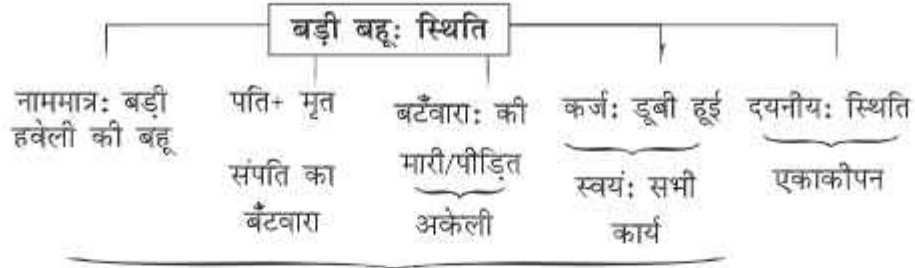 बड़ी बहू: स्थिति
नाममात्र: बड़ी
हवेली की बहू
पति+ मृत
संपति का
बँटवारा
बटँवारा: की
मारी/पीड़ित
अकेली
कर्ज: डूबी हूई
स्वयं: सभी
कार्य
दयनीय: स्थिति
एकाकीपन